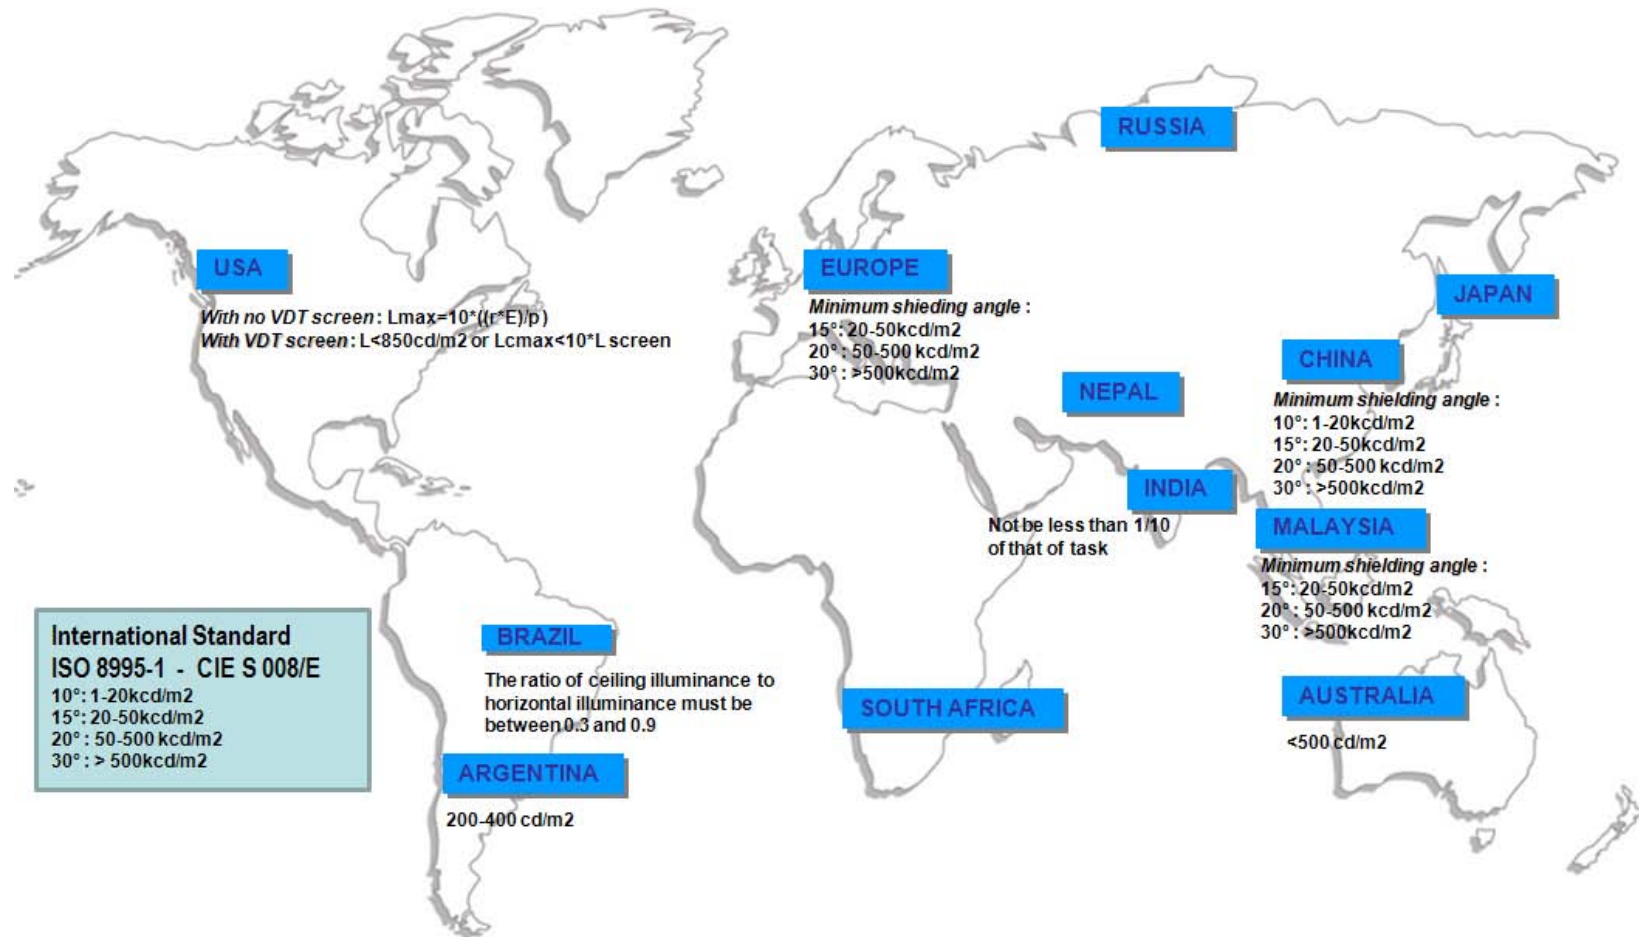 RUSSIA
USA
With no VDT screen : Lmax=10*((r*E)/p)
With VDT screen : L<850cd/m2 or Lcmax<10*L screen
EUROPE
Minimum shieding angle :
15°: 20-50kcd/m2
20° : 50-500 kcd/m2
30° : >500kcd/m2
JAPAN
CHINA
Minimum shielding angle :
10°: 1-20kcd/m2
15°: 20-50kcd/m2
20° : 50-500 kcd/m2
30° : >500kcd/m2
NEPAL
INDIA
Not be less than 1/10
of that of task
MALAYSIA
Minimum shielding angle :
15°: 20-50kcd/m2
20° : 50-500 kcd/m2
30° : >500kcd/m2
International Standard
ISO 8995-1 - CIE S 008/E
10°: 1-20kcd/m2
15°: 20-50kcd/m2
20° : 50-500 kcd/m2
30° : > 500kcd/m2
BRAZIL
The ratio of ceiling illuminance to
horizontal illuminance must be
between 0.3 and 0.9
ARGENTINA
200-400 cd/m2
SOUTH AFRICA
AUSTRALIA
<500 cd/m2